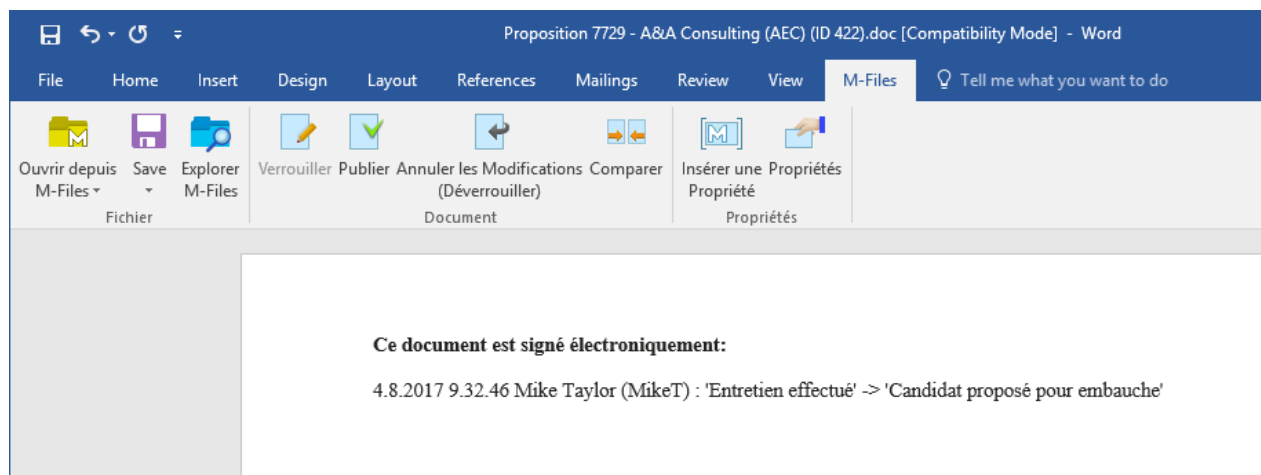 Proposition 7729 - A&A Consulting (AEC) (ID 422).doc [Compatibility Mode] - Word
File Home Insert Design Layout References Mailings Review View M-Files Tell me what you want to do
Ouvrir depuis Save Explorer Verrouiller Publier Annuler les Modifications Comparer Insérer une Propriétés
M-Files M-Files (Déverrouiller) Propriété
Fichier Document Propriétés
Ce document est signé électroniquement:
4.8.2017 9.32.46 Mike Taylor (MikeT) : 'Entretien effectué' -> 'Candidat proposé pour embauche'